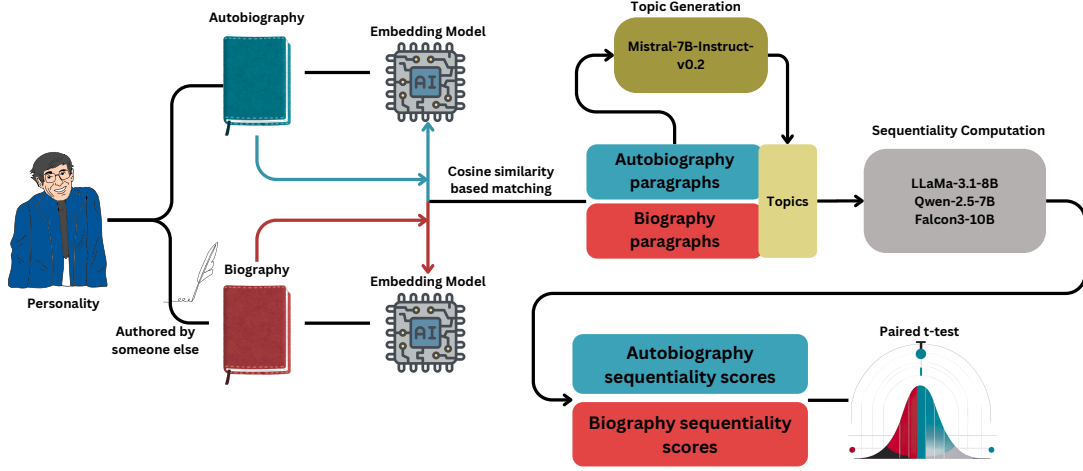 Autobiography
Embedding Model
AI
Personality
Authored by
someone else
Biography
Embedding Model
AI
Cosine similarity
based matching
Topic Generation
Mistral-7B-Instruct-
v0.2
Autobiography
paragraphs
Biography
paragraphs
Topics
Sequentiality Computation
LLaMa-3.1-8B
Qwen-2.5-7B
Falcon3-10B
Autobiography
sequentiality scores
Biography sequentiality
scores
Paired t-test